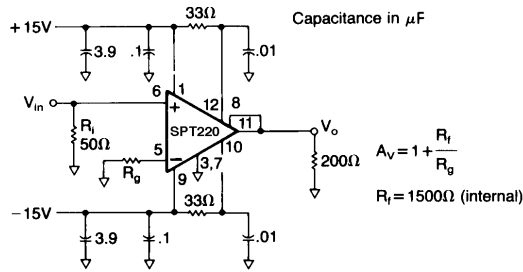 33Ω
Capacitance in μF
+15V
3.9
.1
.01
1
6
12
8
11
V_in
+
SPT220
V_o
R_i
50Ω
5
−
3,7
10
R_g
9
200Ω
A_V = 1 + R_f / R_g
R_f = 1500Ω (internal)
33Ω
−15V
3.9
.1
.01